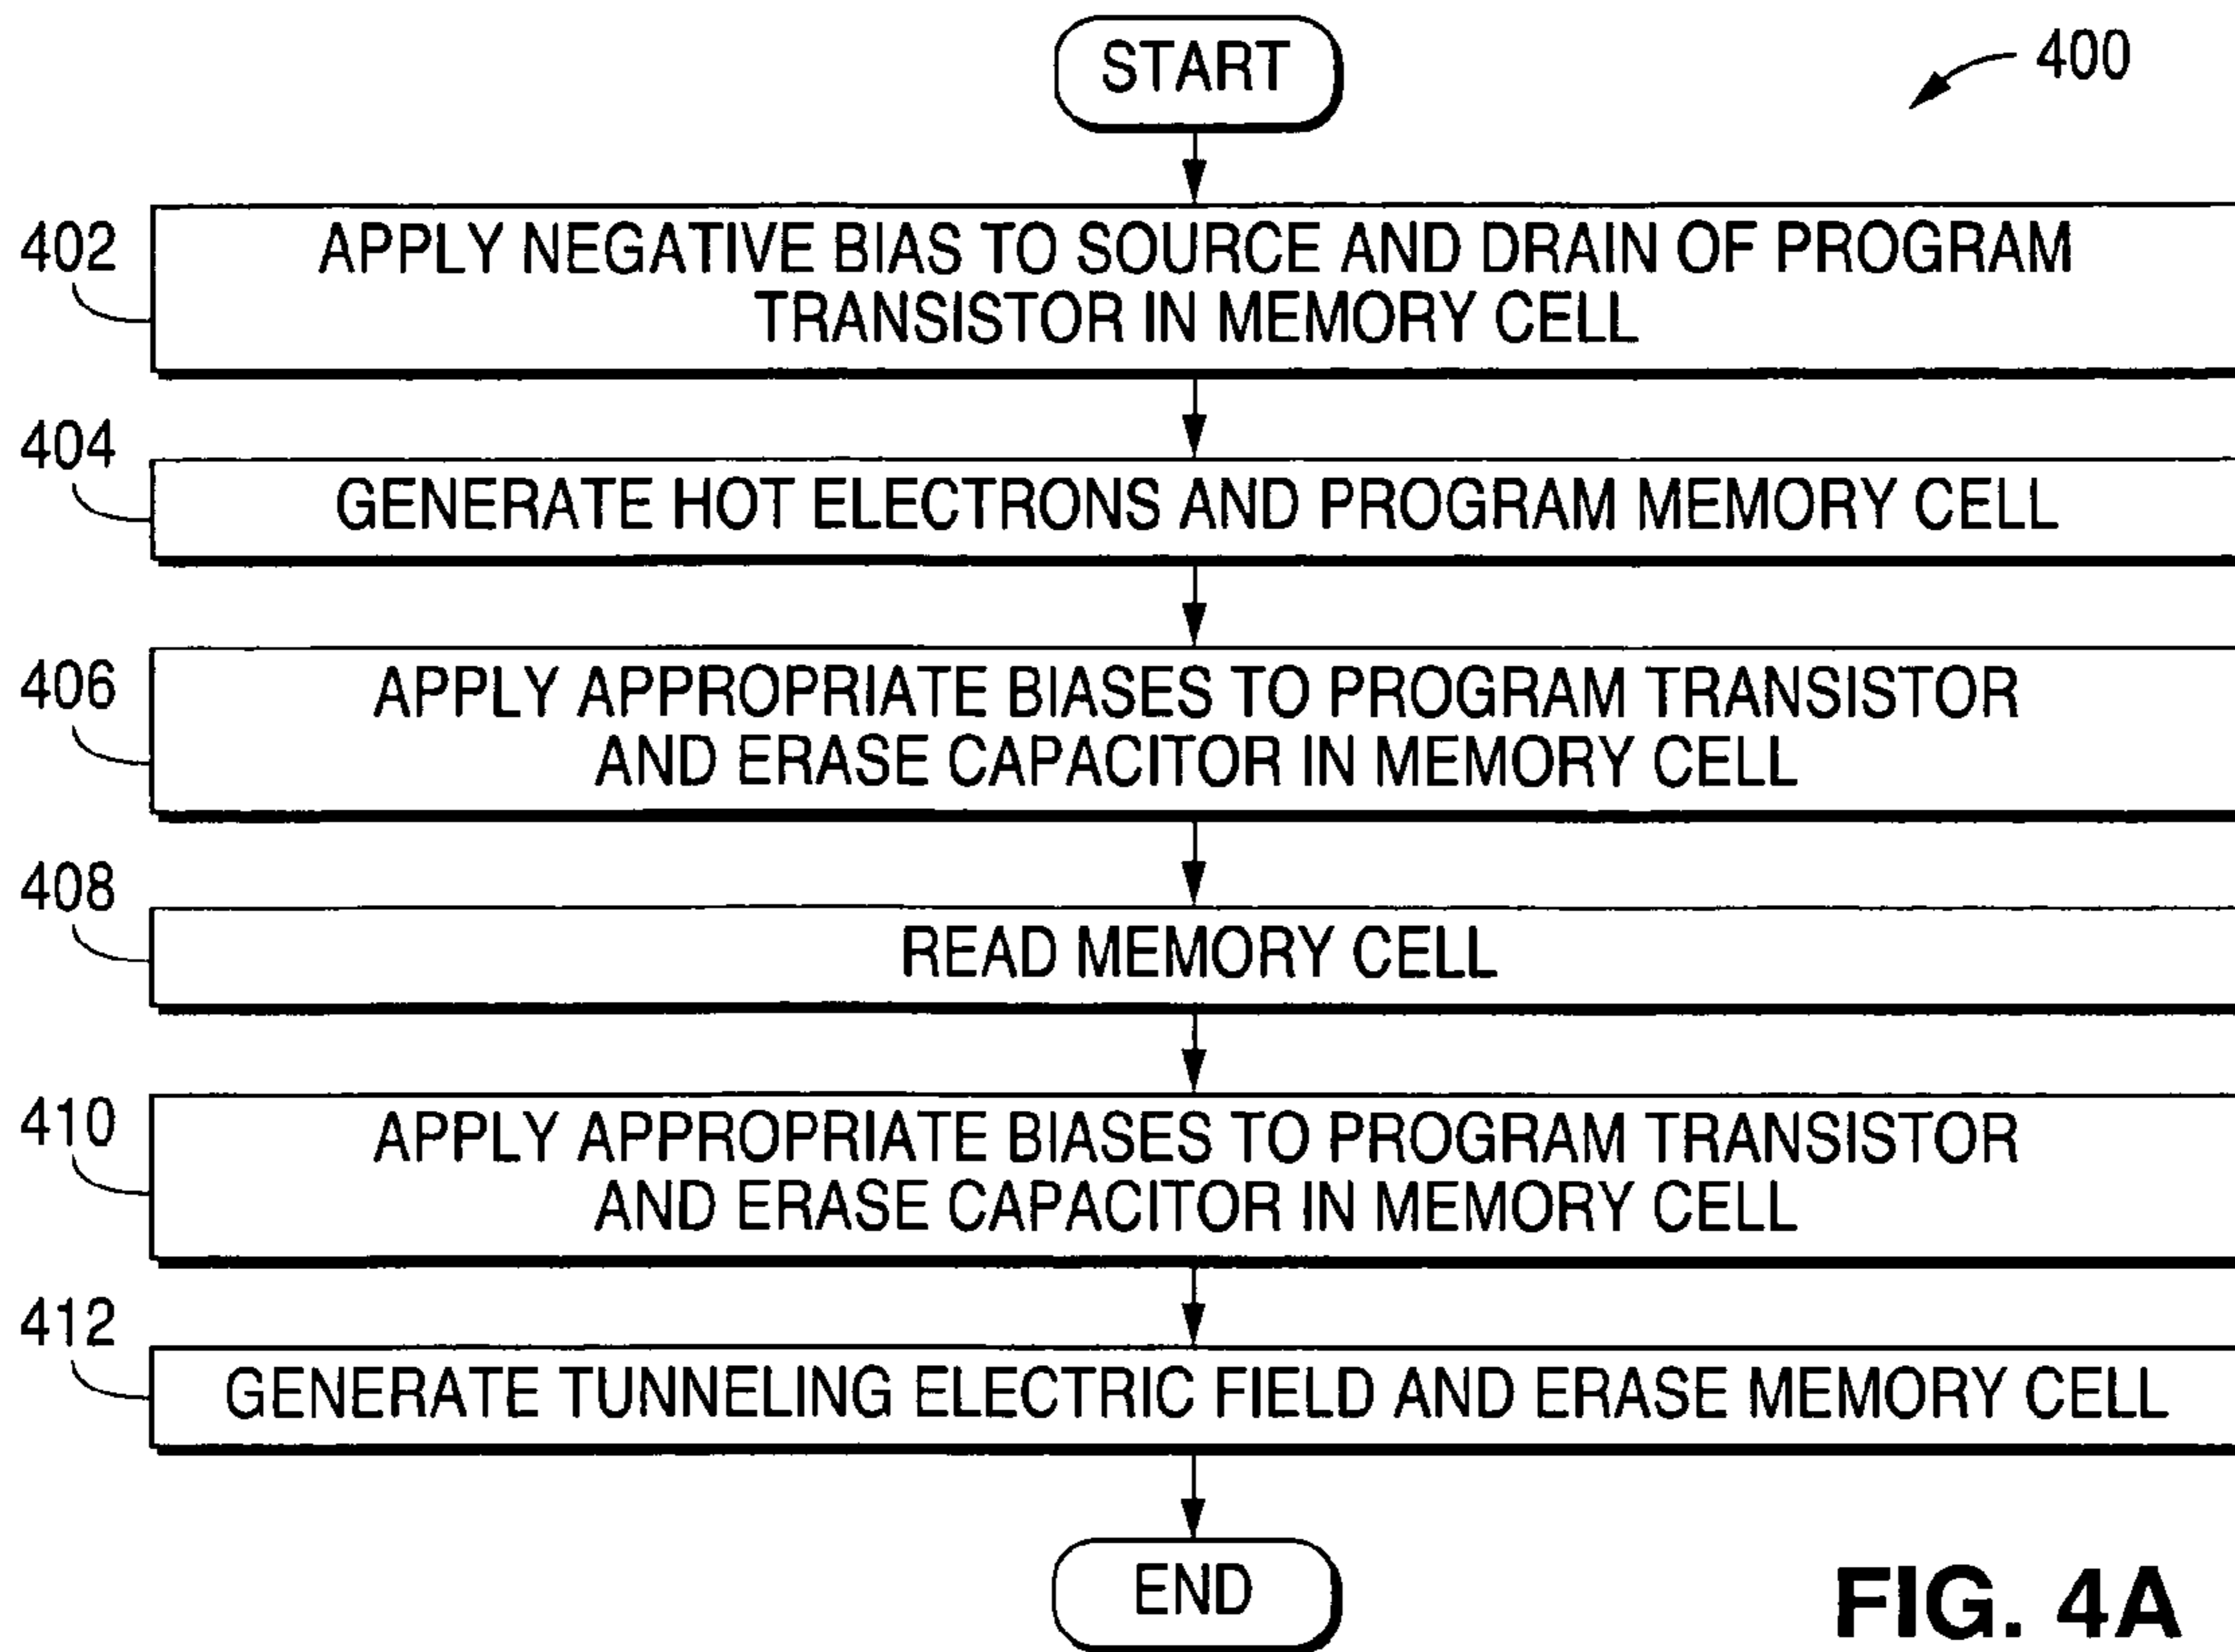 START
400
402
APPLY NEGATIVE BIAS TO SOURCE AND DRAIN OF PROGRAM
TRANSISTOR IN MEMORY CELL
404
GENERATE HOT ELECTRONS AND PROGRAM MEMORY CELL
406
APPLY APPROPRIATE BIASES TO PROGRAM TRANSISTOR
AND ERASE CAPACITOR IN MEMORY CELL
408
READ MEMORY CELL
410
APPLY APPROPRIATE BIASES TO PROGRAM TRANSISTOR
AND ERASE CAPACITOR IN MEMORY CELL
412
GENERATE TUNNELING ELECTRIC FIELD AND ERASE MEMORY CELL
END
FIG. 4A